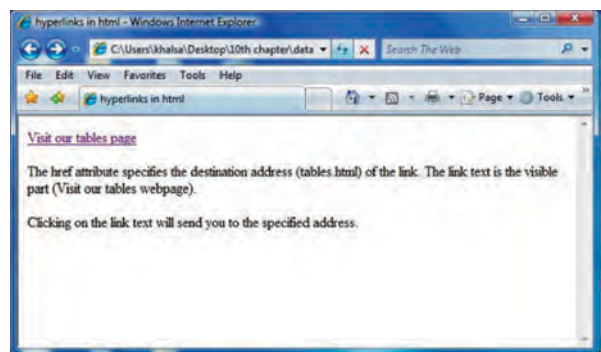 hyperlinks in html - Windows Internet Explorer
C:\Users\khalsa\Desktop\10th chapter\data
Search The Web
File Edit View Favorites Tools Help
hyperlinks in html
Page Tools
Visit our tables page
The href attribute specifies the destination address (tables.html) of the link. The link text is the visible
part (Visit our tables webpage).
Clicking on the link text will send you to the specified address.